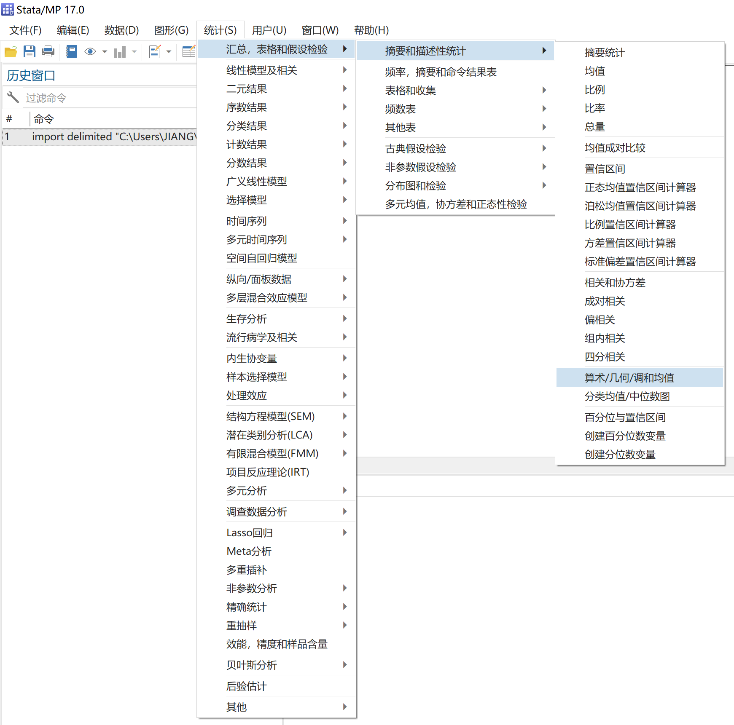 Stata/MP 17.0
文件(F) 编辑(E) 数据(D) 图形(G) 统计(S) 用户(U) 窗口(W) 帮助(H)
历史窗口
过滤命令
# 命令
1 import delimited "C:\Users\JIANG\
汇总，表格和假设检验
线性模型及相关
二元结果
序数结果
分类结果
计数结果
分数结果
广义线性模型
选择模型
时间序列
多元时间序列
空间自回归模型
纵向/面板数据
多层混合效应模型
生存分析
流行病学及相关
内生协变量
样本选择模型
处理效应
结构方程模型(SEM)
潜在类别分析(LCA)
有限混合模型(FMM)
项目反应理论(IRT)
多元分析
调查数据分析
Lasso回归
Meta分析
多重插补
非参数分析
精确统计
重抽样
效能，精度和样品含量
贝叶斯分析
后验估计
其他
摘要和描述性统计
频率，摘要和命令结果表
表格和收集
频数表
其他表
古典假设检验
非参数假设检验
分布图和检验
多元均值，协方差和正态性检验
摘要统计
均值
比例
比率
总量
均值成对比较
置信区间
正态均值置信区间计算器
泊松均值置信区间计算器
比例置信区间计算器
方差置信区间计算器
标准偏差置信区间计算器
相关和协方差
成对相关
偏相关
组内相关
四分相关
算术/几何/调和均值
分类均值/中位数图
百分位与置信区间
创建百分位数变量
创建分位数变量